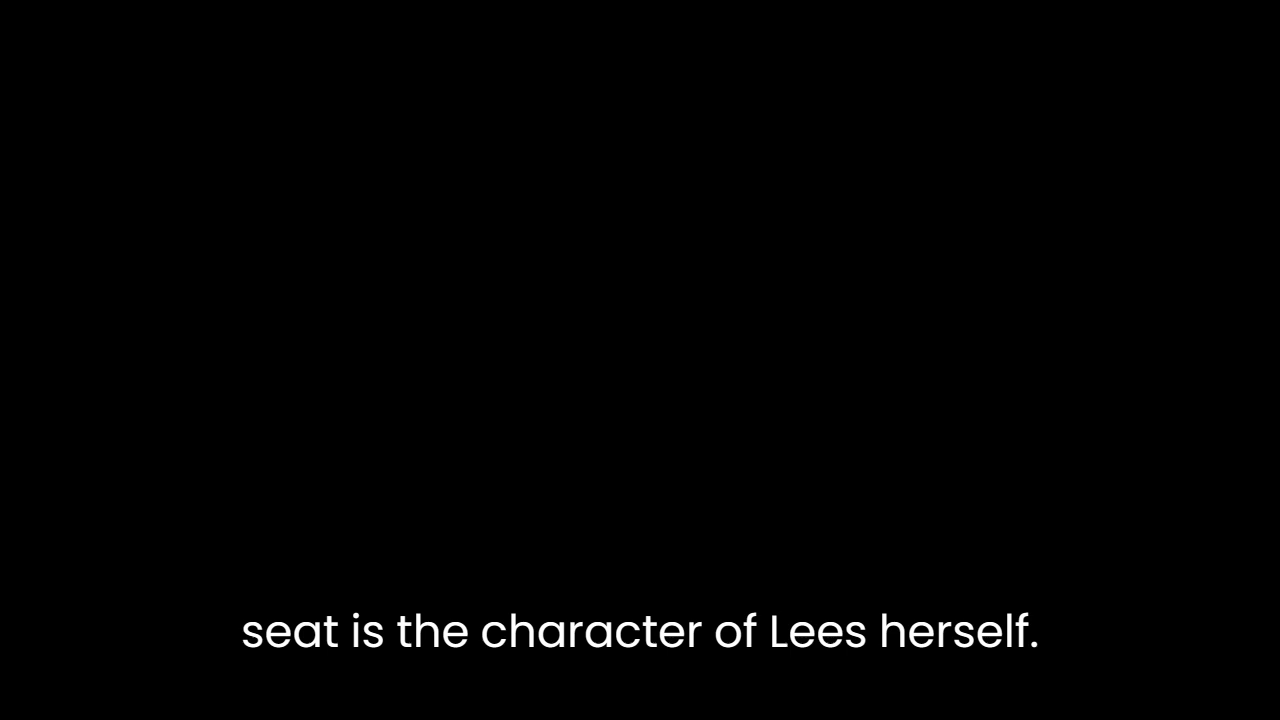 seat is the character of Lees herself.